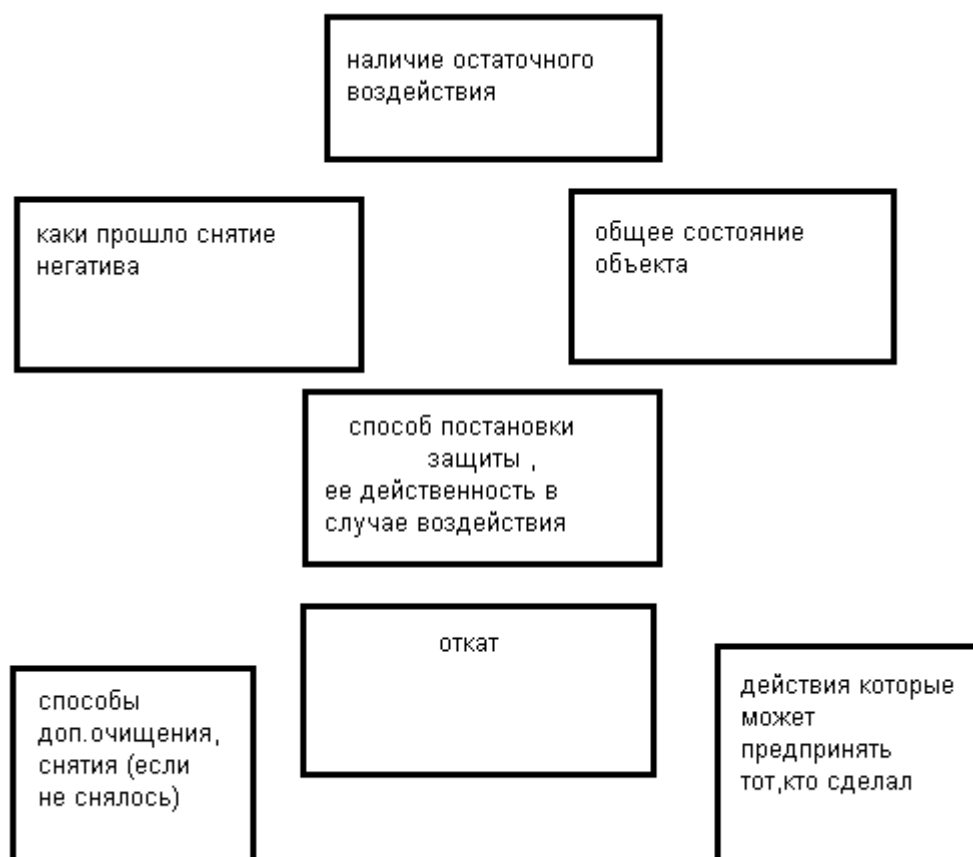 наличие остаточного
воздействия
каки прошло снятие
негатива
общее состояние
объекта
способ постановки
защиты ,
ее действенность в
случае воздействия
откат
способы
доп.очищения,
снятия (если
не снялось)
действия которые
может
предпринять
тот,кто сделал